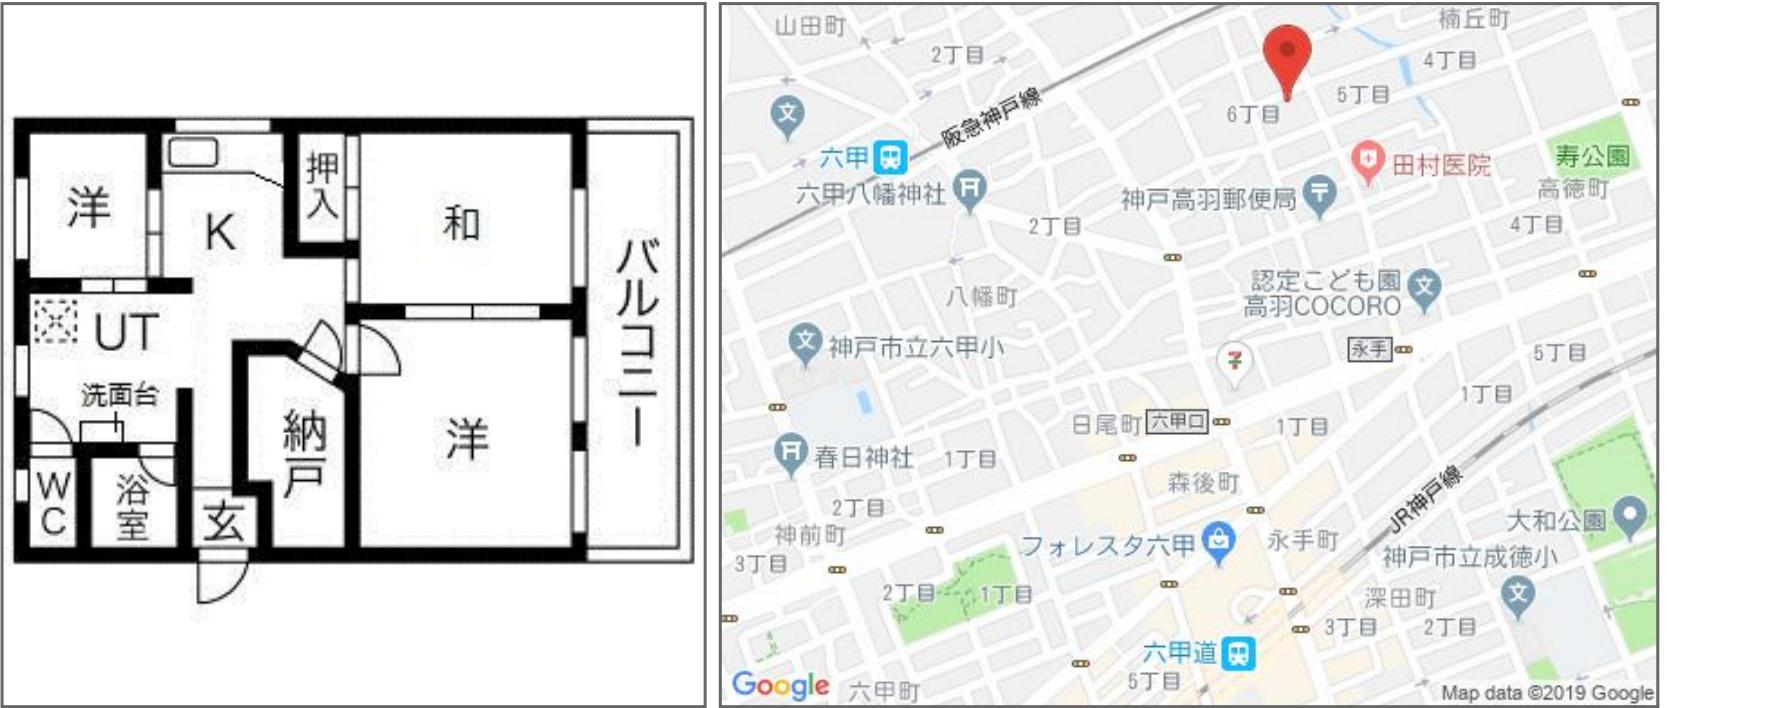 洋
K
押入
和
バルコニー
UT
洗面台
納戸
洋
WC
浴室
玄
山田町
2丁目
楠丘町
4丁目
5丁目
6丁目
阪急神戸線
六甲
六甲八幡神社
田村医院
寿公園
神戸高羽郵便局
高徳町
2丁目
4丁目
認定こども園
高羽COCORO
八幡町
神戸市立六甲小
永手
5丁目
1丁目
日尾町
六甲口
1丁目
春日神社
1丁目
森後町
2丁目
JR神戸線
神前町
大和公園
フォレスタ六甲
永手町
神戸市立成徳小
3丁目
2丁目
1丁目
深田町
3丁目
2丁目
六甲道
5丁目
Google
六甲町
Map data ©2019 Google